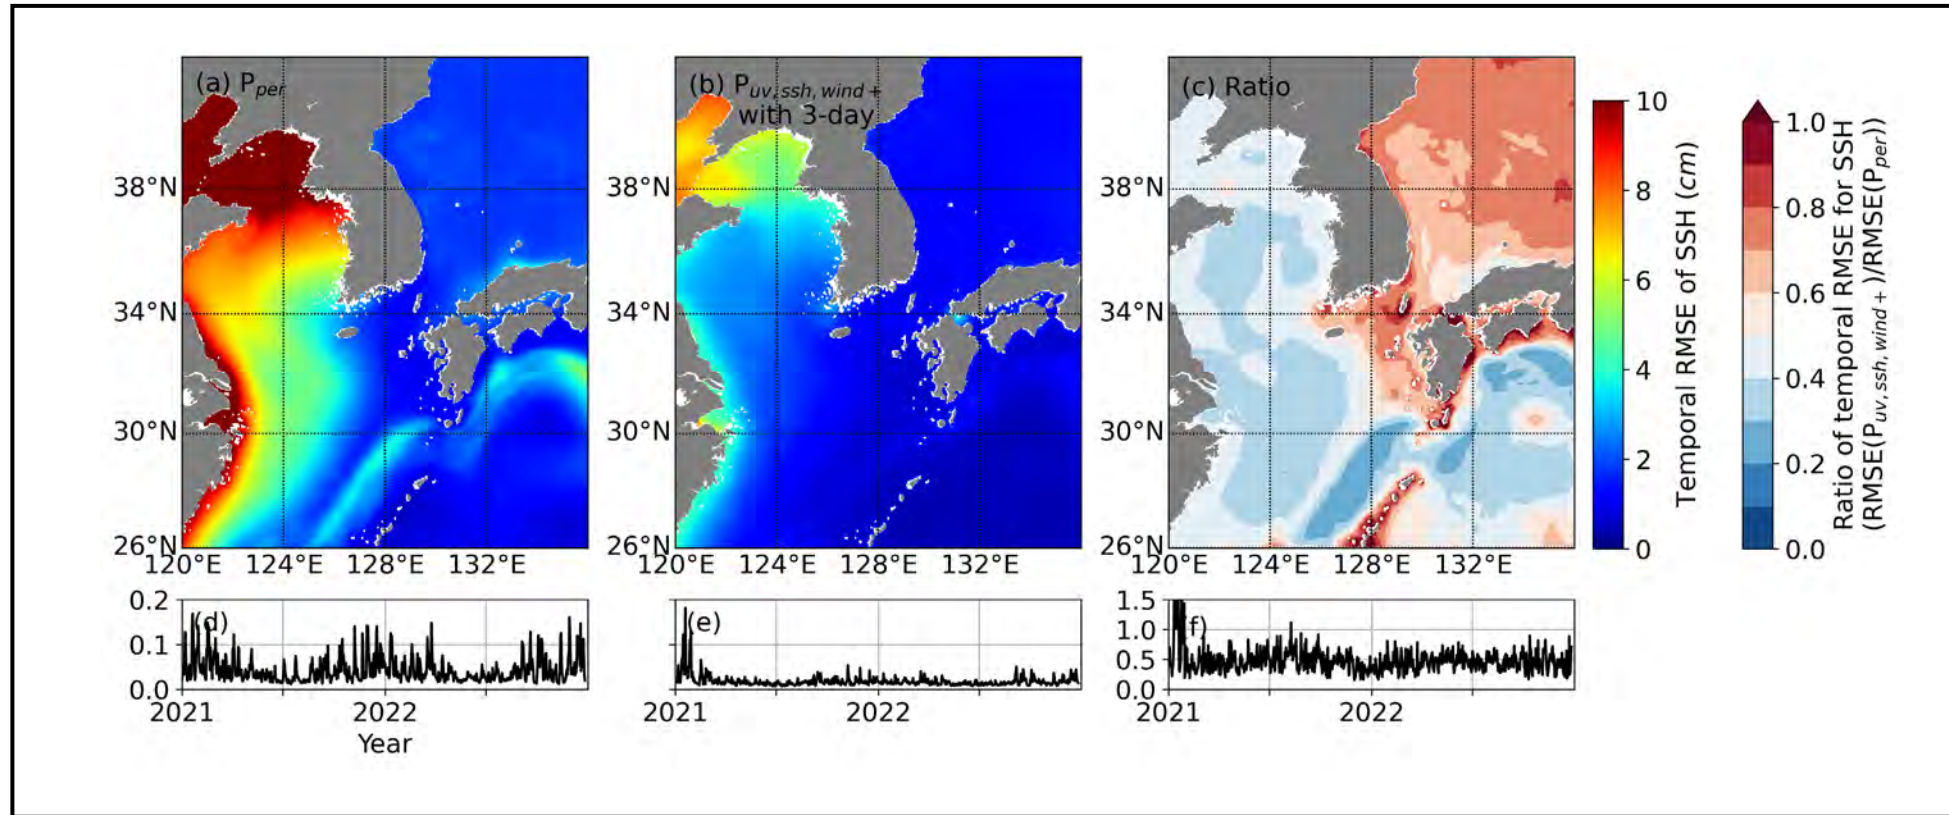 (a) P_per
(b) P_uv,ssh,wind+
with 3-day
(c) Ratio
38°N
34°N
30°N
26°N
120°E 124°E 128°E 132°E
38°N
34°N
30°N
26°N
120°E 124°E 128°E 132°E
38°N
34°N
30°N
26°N
120°E 124°E 128°E 132°E
10
8
6
4
2
0
Temporal RMSE of SSH (cm)
1.0
0.8
0.6
0.4
0.2
0.0
Ratio of temporal RMSE for SSH
(RMSE(P_uv,ssh,wind+)/RMSE(P_per))
(d)
0.2
0.1
0.0
2021 2022
Year
(e)
2021 2022
(f)
1.5
1.0
0.5
0.0
2021 2022